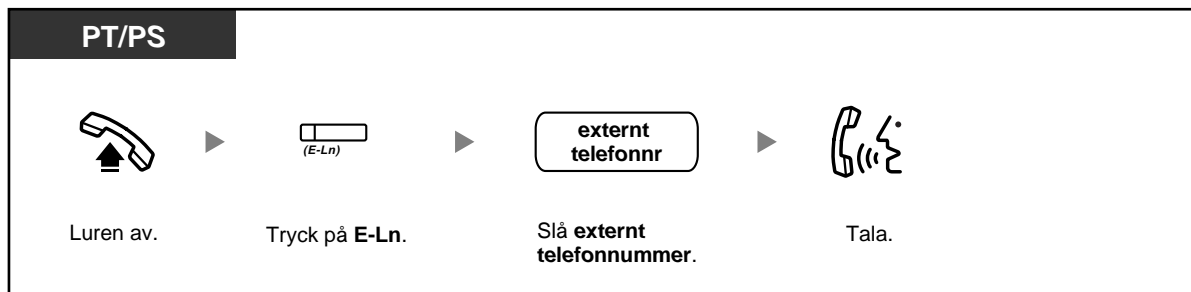 PT/PS
(E-Ln)
externt
telefonnr
Luren av.
Tryck på E-Ln.
Slå externt
telefonnummer.
Tala.